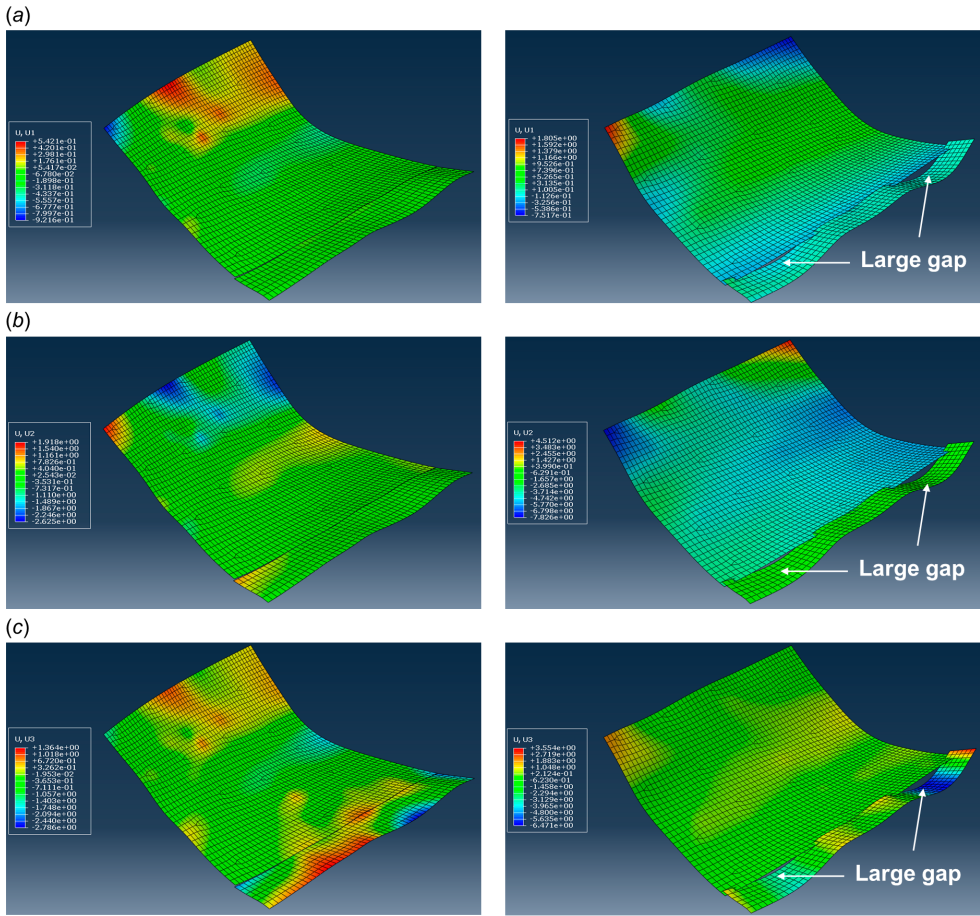 (a)
U, U1
+5.421e-01
+4.201e-01
+2.981e-01
+1.761e-01
+5.417e-02
-6.780e-02
-1.898e-01
-3.118e-01
-4.337e-01
-5.557e-01
-6.777e-01
-7.997e-01
-9.216e-01
U, U1
+1.805e+00
+1.592e+00
+1.379e+00
+1.166e+00
+9.526e-01
+7.396e-01
+5.265e-01
+3.135e-01
+1.005e-01
-1.126e-01
-3.256e-01
-5.386e-01
-7.517e-01
Large gap
(b)
U, U2
+1.918e+00
+1.540e+00
+1.161e+00
+7.826e-01
+4.040e-01
+2.543e-02
-3.531e-01
-7.317e-01
-1.110e+00
-1.489e+00
-1.867e+00
-2.246e+00
-2.625e+00
U, U2
+4.512e+00
+3.483e+00
+2.455e+00
+1.427e+00
+3.990e-01
-6.291e-01
-1.657e+00
-2.685e+00
-3.714e+00
-4.742e+00
-5.770e+00
-6.798e+00
-7.826e+00
Large gap
(c)
U, U3
+1.364e+00
+1.018e+00
+6.720e-01
+3.262e-01
-1.953e-02
-3.653e-01
-7.111e-01
-1.057e+00
-1.403e+00
-1.748e+00
-2.094e+00
-2.440e+00
-2.786e+00
U, U3
+3.554e+00
+2.719e+00
+1.883e+00
+1.048e+00
+2.124e-01
-6.230e-01
-1.458e+00
-2.294e+00
-3.129e+00
-3.965e+00
-4.800e+00
-5.635e+00
-6.471e+00
Large gap